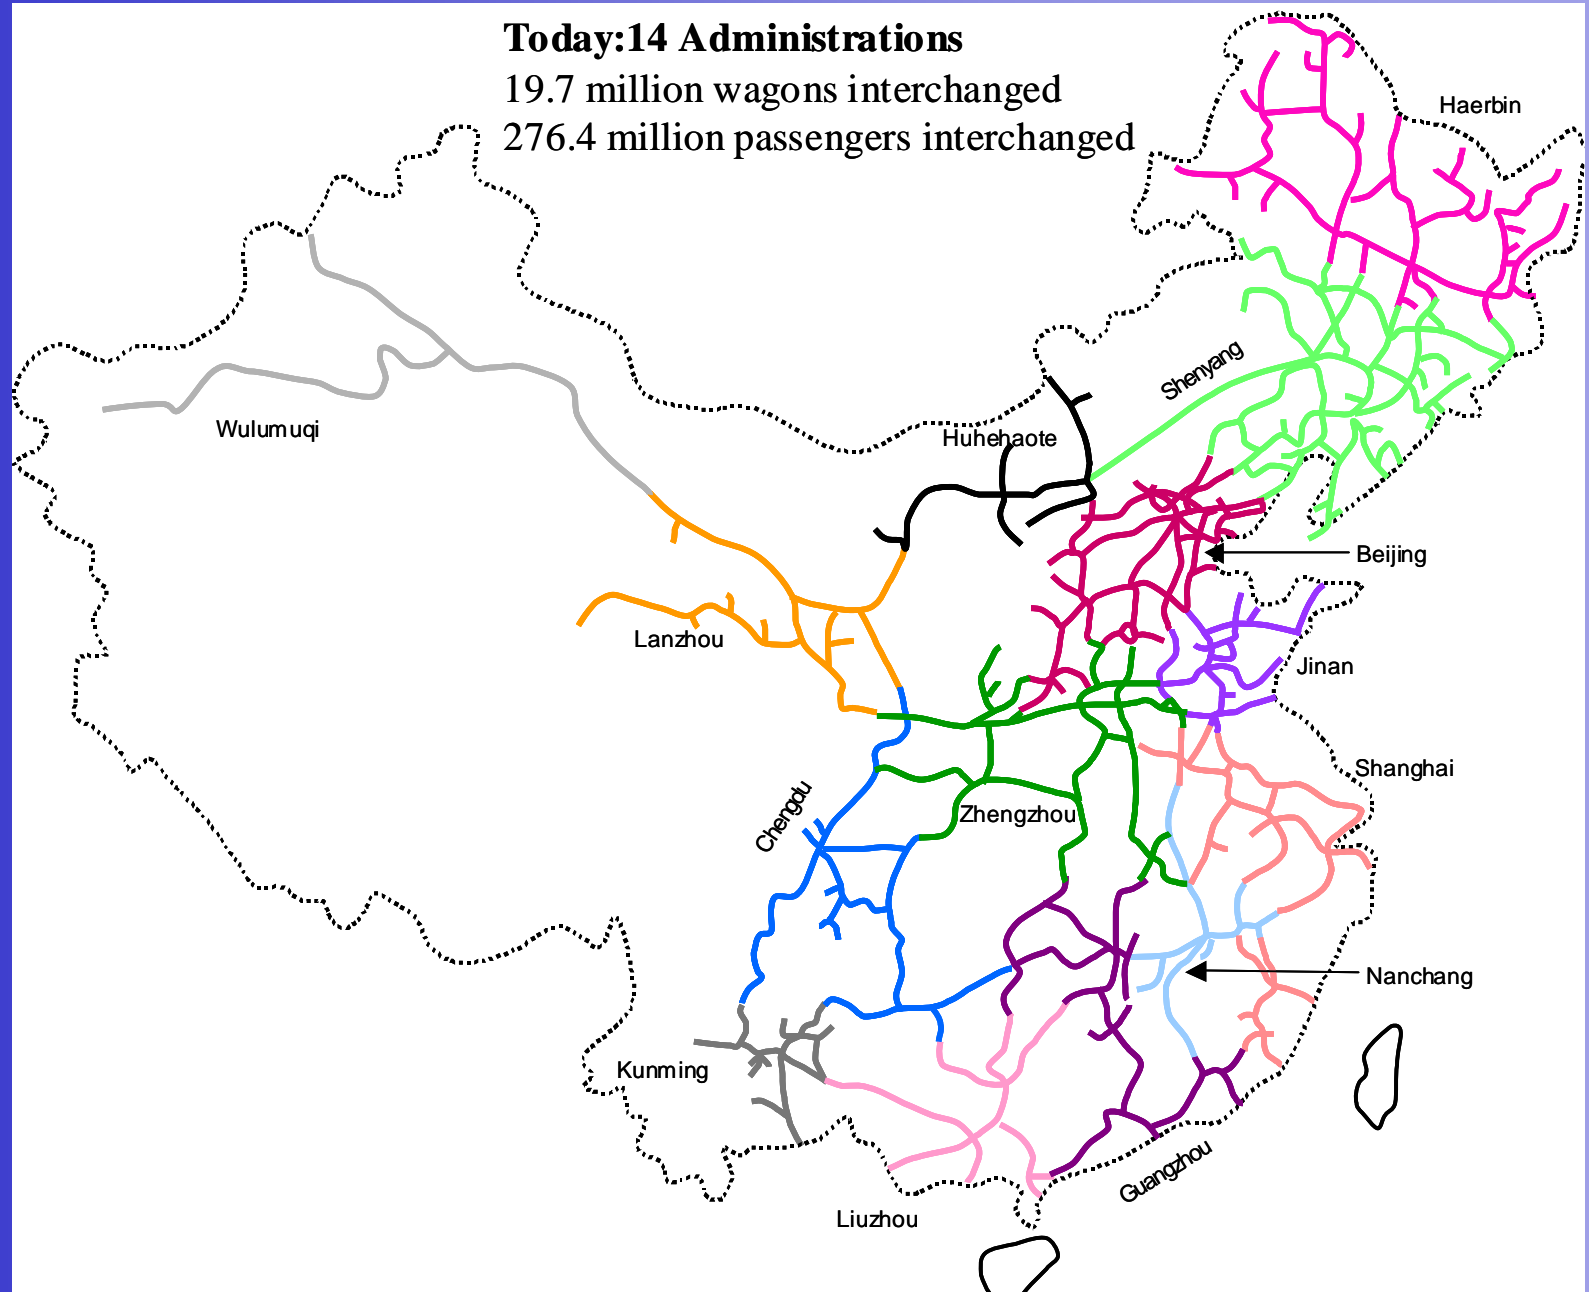 Today:14 Administrations
19.7 million wagons interchanged
276.4 million passengers interchanged
Haerbin
Shenyang
Wulumuqi
Huhehaote
Beijing
Lanzhou
Jinan
Shanghai
Chengdu
Zhengzhou
Nanchang
Kunming
Guangzhou
Liuzhou